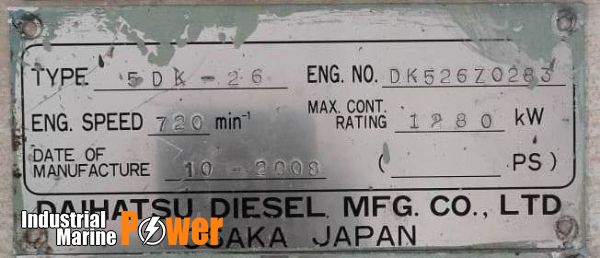 TYPE 5DK-26 ENG. NO. DK526Z0283
ENG. SPEED 720 min⁻¹ MAX. CONT. RATING 1280 kW
DATE OF MANUFACTURE 10-2008 ( PS)
DAIHATSU DIESEL MFG. CO., LTD
SAKA JAPAN
Industrial
Marine Power